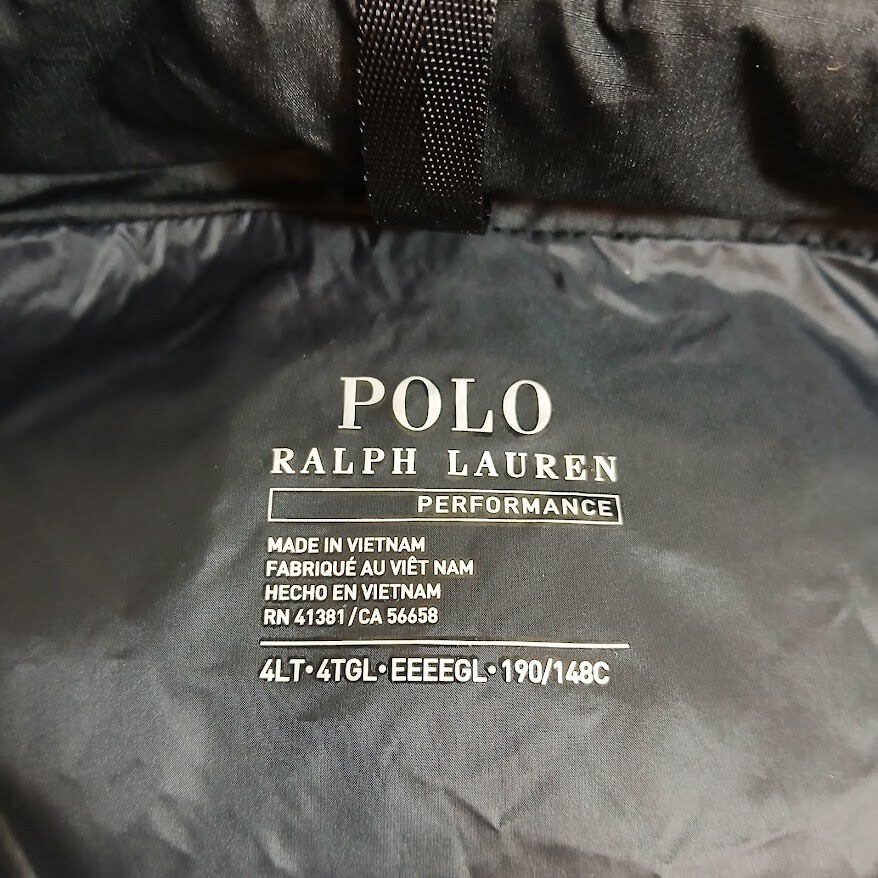 POLO
RALPH LAUREN
PERFORMANCE
MADE IN VIETNAM
FABRIQUÉ AU VIÊT NAM
HECHO EN VIETNAM
RN 41381/CA 56658
4LT·4TGL·EEEEGL·190/148C